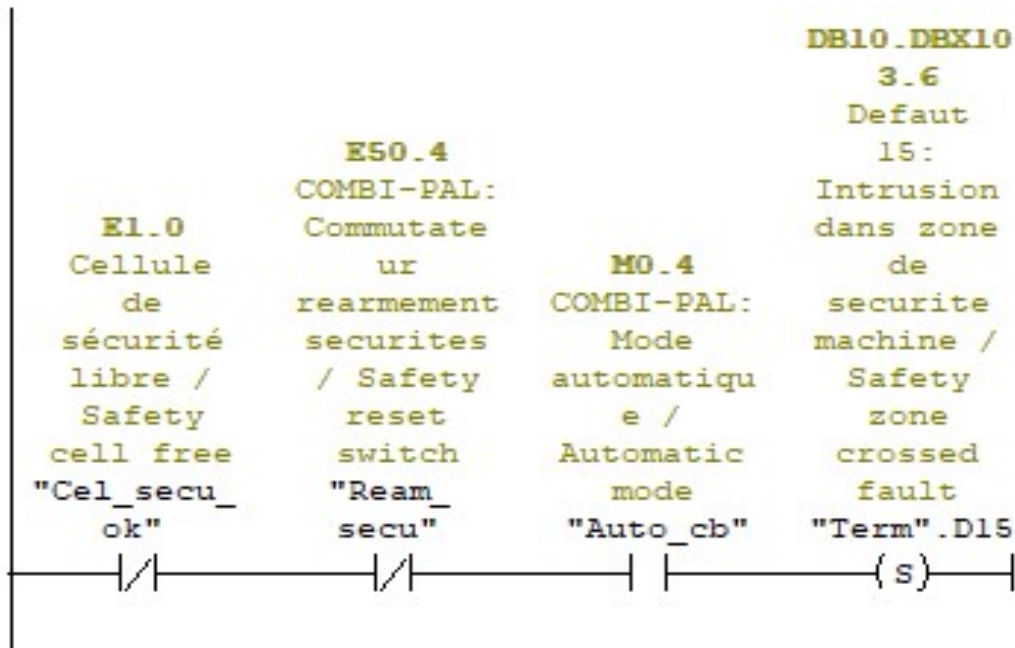 E1.0
Cellule
de
sécurité
libre /
Safety
cell free
"Cel_secu_
ok"
E50.4
COMBI-PAL:
Commutate
ur
rearmement
securites
/ Safety
reset
switch
"Ream_
secu"
M0.4
COMBI-PAL:
Mode
automatiqu
e /
Automatic
mode
"Auto_cb"
DB10.DBX10
3.6
Defaut
15:
Intrusion
dans zone
de
securite
machine /
Safety
zone
crossed
fault
"Term".D15
S